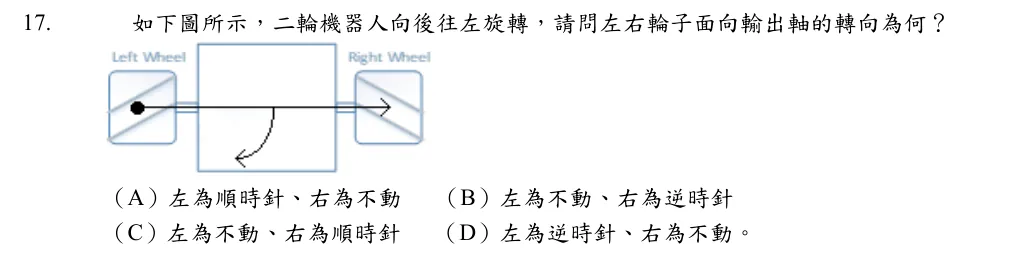 17. 如下圖所示，二輪機器人向後往左旋轉，請問左右輪子面向輸出軸的轉向為何？
Left Wheel Right Wheel
（A）左為順時針、右為不動 （B）左為不動、右為逆時針
（C）左為不動、右為順時針 （D）左為逆時針、右為不動。